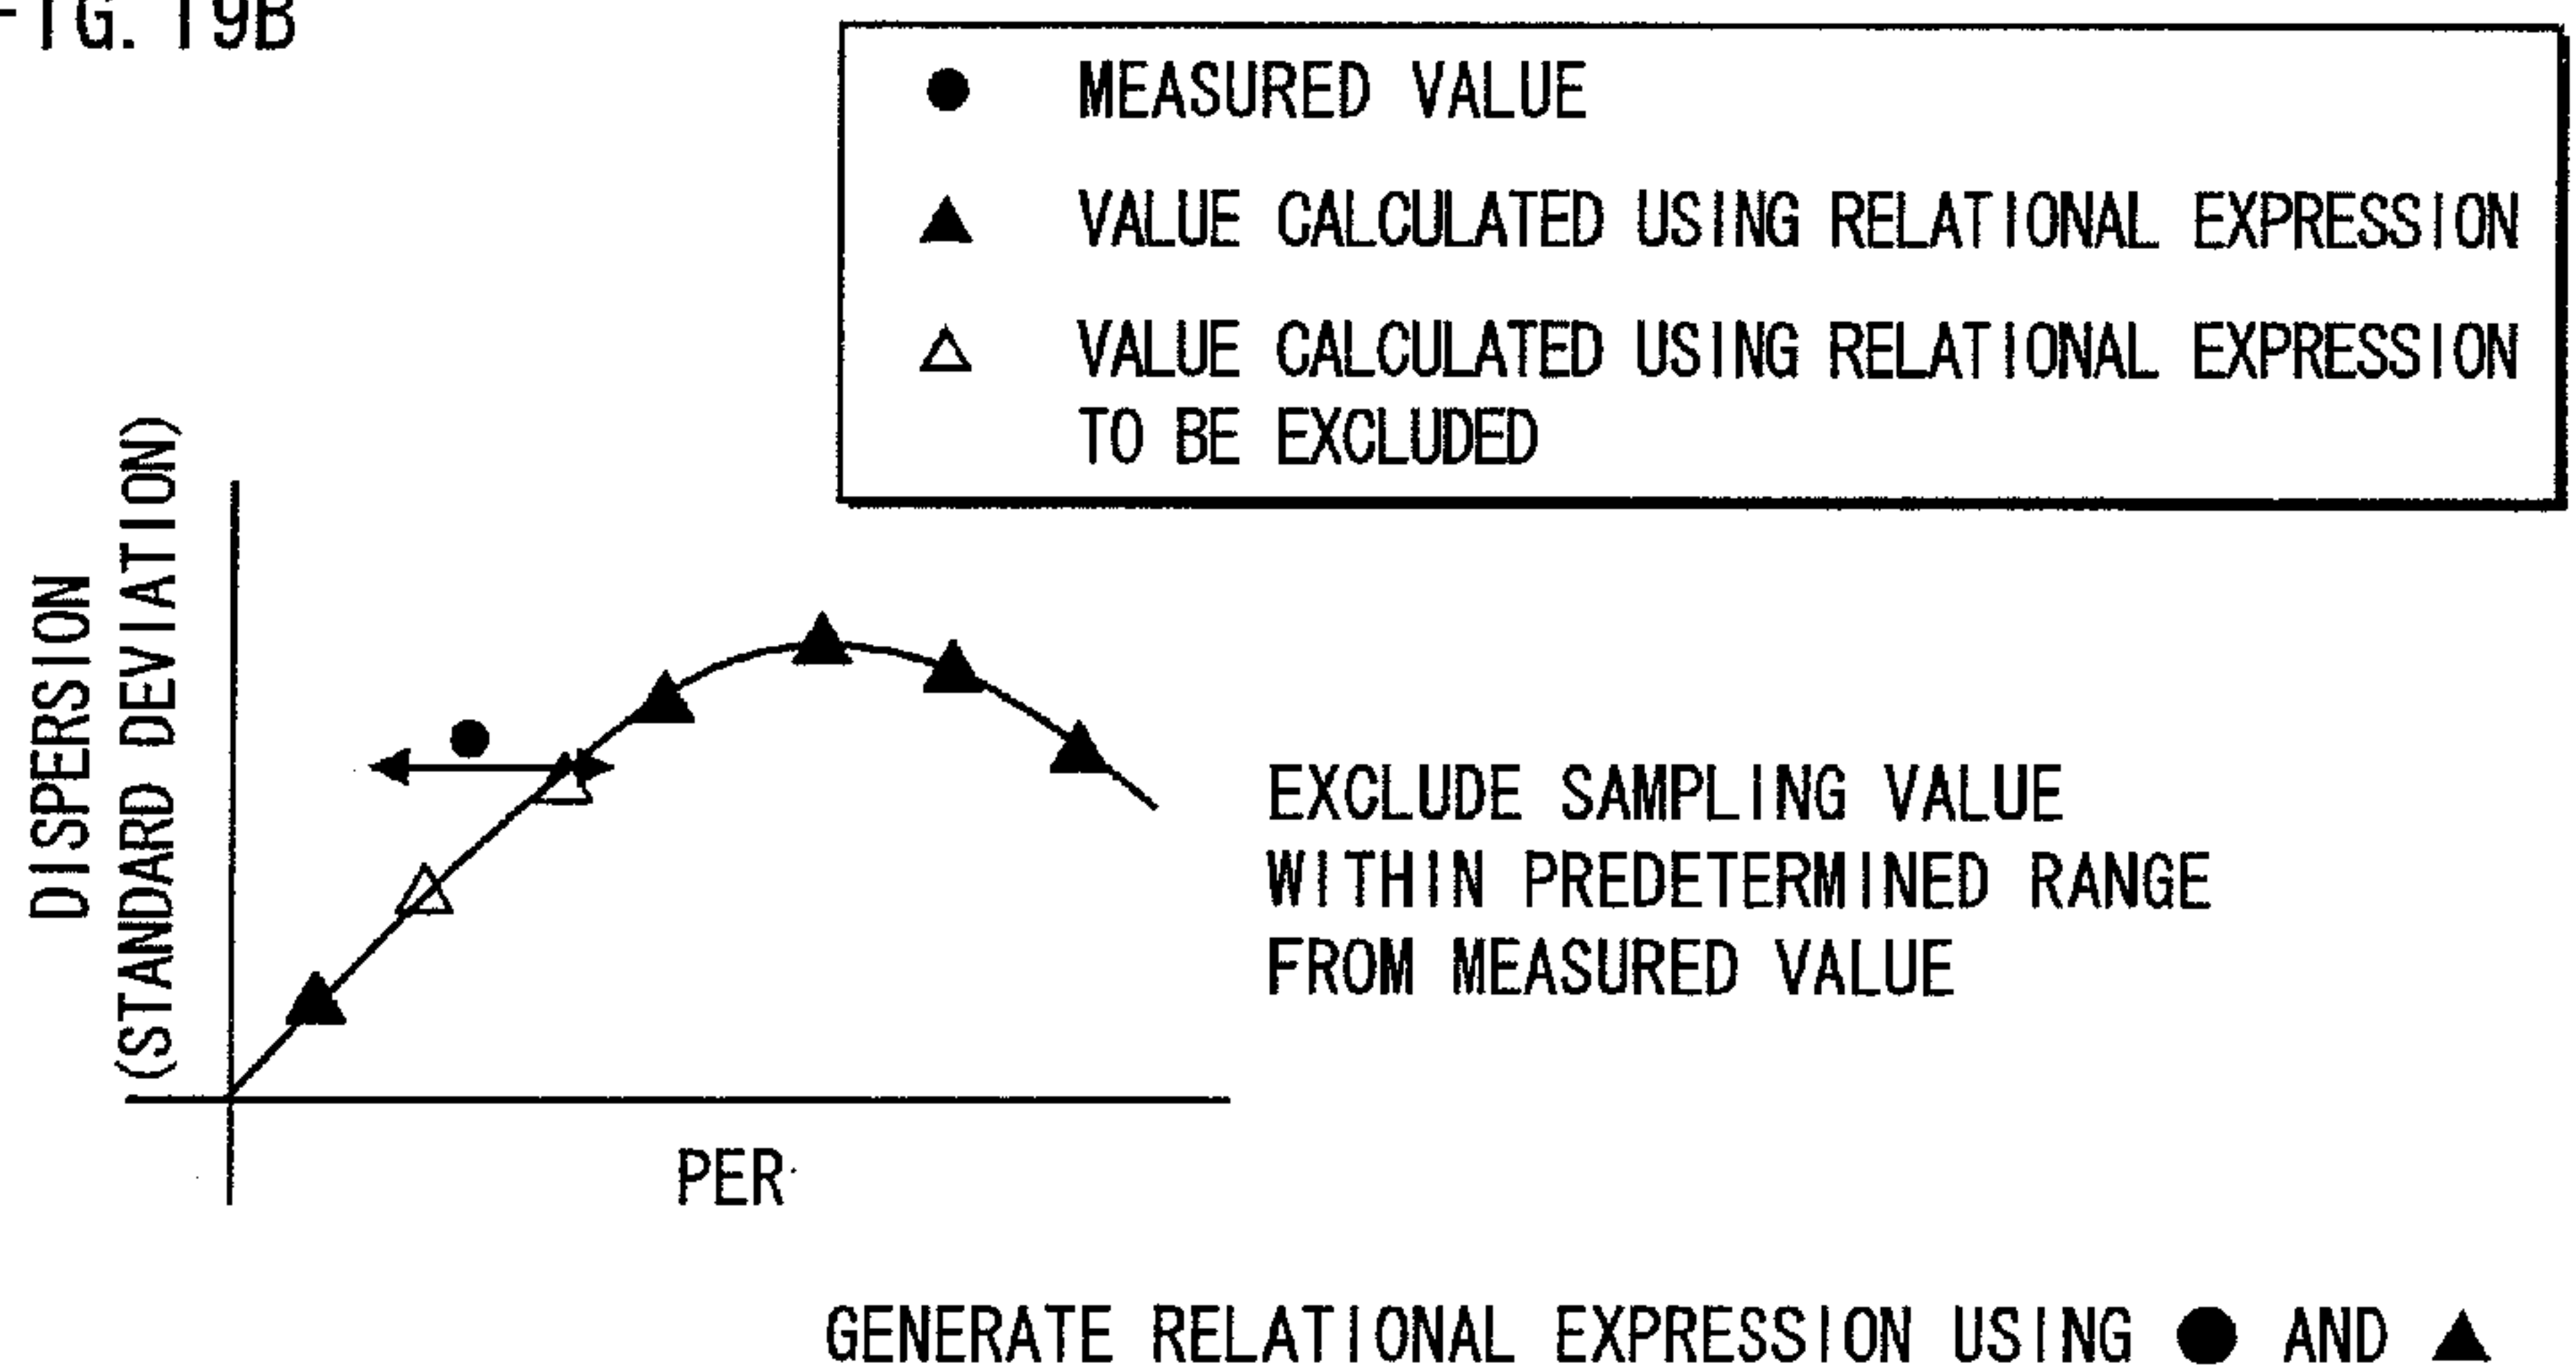 FIG. 19B
● MEASURED VALUE
▲ VALUE CALCULATED USING RELATIONAL EXPRESSION
△ VALUE CALCULATED USING RELATIONAL EXPRESSION
TO BE EXCLUDED
DISPERSION
(STANDARD DEVIATION)
EXCLUDE SAMPLING VALUE
WITHIN PREDETERMINED RANGE
FROM MEASURED VALUE
PER
GENERATE RELATIONAL EXPRESSION USING ● AND ▲